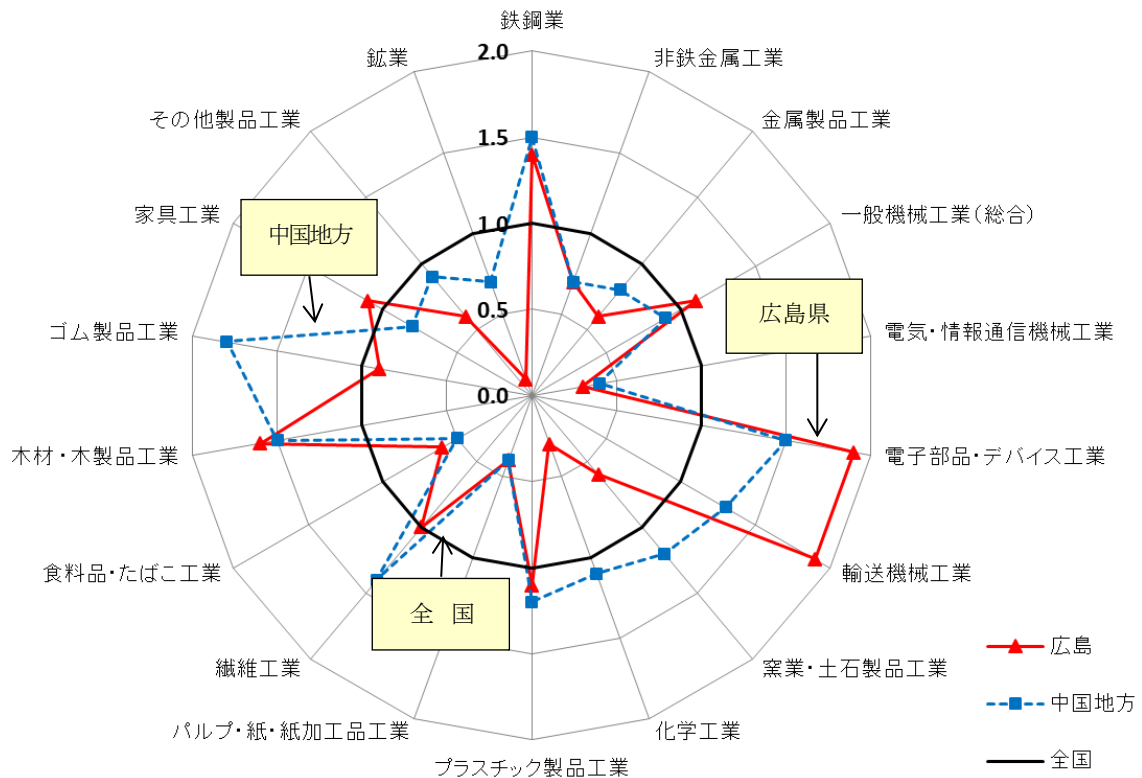 鉄鋼業
2.0
鉱業
非鉄金属工業
その他製品工業
金属製品工業
1.5
家具工業
一般機械工業(総合)
中国地方
1.0
ゴム製品工業
0.5
広島県
電気・情報通信機械工業
0.0
木材・木製品工業
電子部品・デバイス工業
食料品・たばこ工業
輸送機械工業
全 国
繊維工業
窯業・土石製品工業
パルプ・紙・紙加工品工業
化学工業
プラスチック製品工業
広島
中国地方
全国